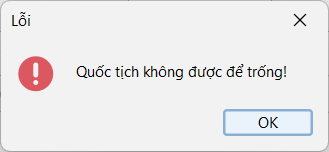 Lỗi
Quốc tịch không được để trống!
OK